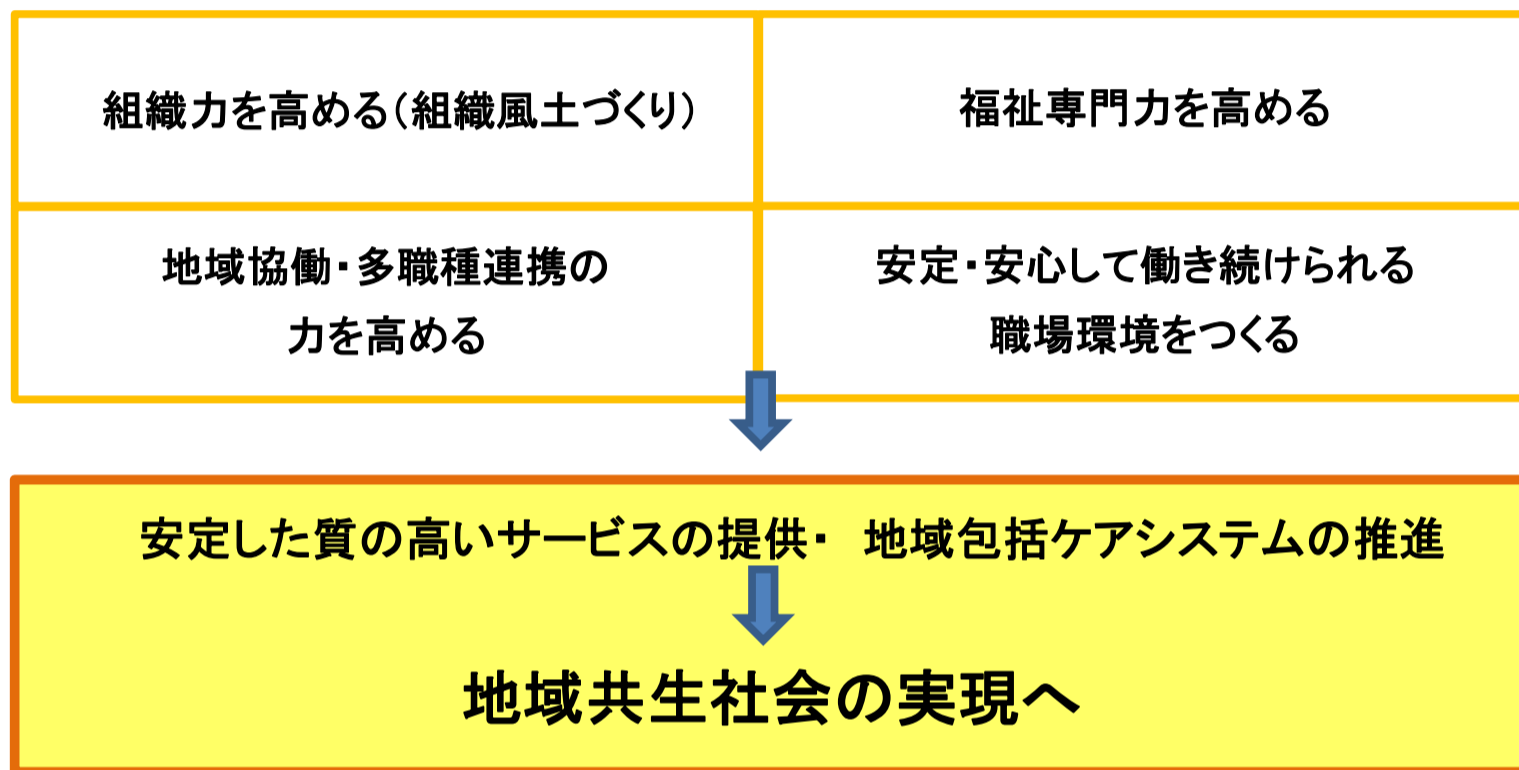 組織力を高める(組織風土づくり)
福祉専門力を高める
地域協働・多職種連携の
力を高める
安定・安心して働き続けられる
職場環境をつくる
安定した質の高いサービスの提供・ 地域包括ケアシステムの推進
地域共生社会の実現へ